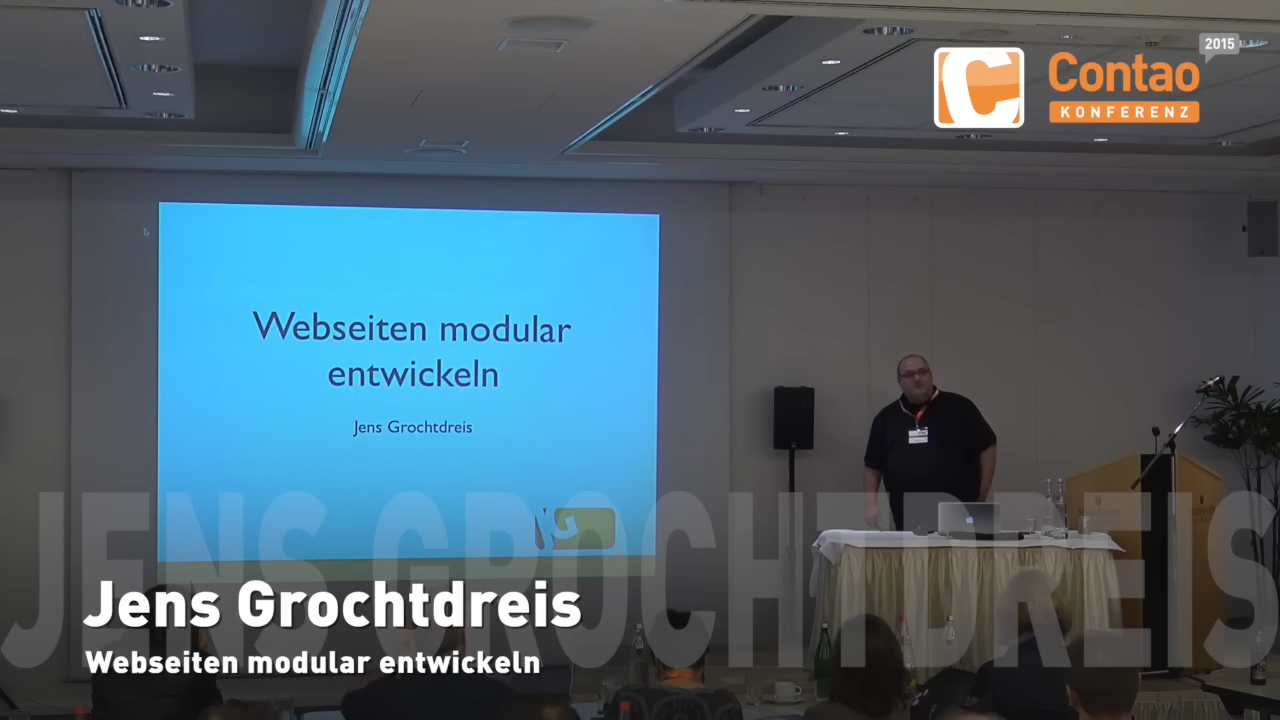 2015
Contao
KONFERENZ
Webseiten modular
entwickeln
Jens Grochtdreis
JENS GROCHTDREIS
Jens Grochtdreis
Webseiten modular entwickeln